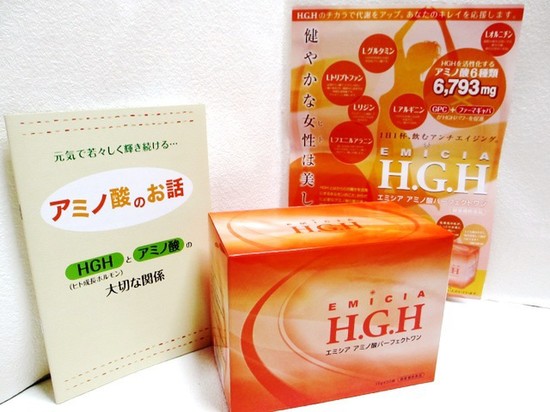 元気で若々しく輝き続ける…
アミノ酸のお話
HGHとアミノ酸の
(ヒト成長ホルモン)
大切な関係
H.G.Hのチカラで代謝をアップ。あなたのキレイを応援します。
健やかな女性は美し
L.オルニチン
L.グルタミン
L.トリプトファン
L.リジン
L.アルギニン
L.フェニルアラニン
HGHを活性化する
アミノ酸6種類
6,793mg
GPC + ファーマギャバ
1日1杯、飲むアンチエイジング。
EMICIA
H.G.H
エミシア アミノ酸パーフェクトワン
EMICIA
H.G.H
エミシア アミノ酸パーフェクトワン